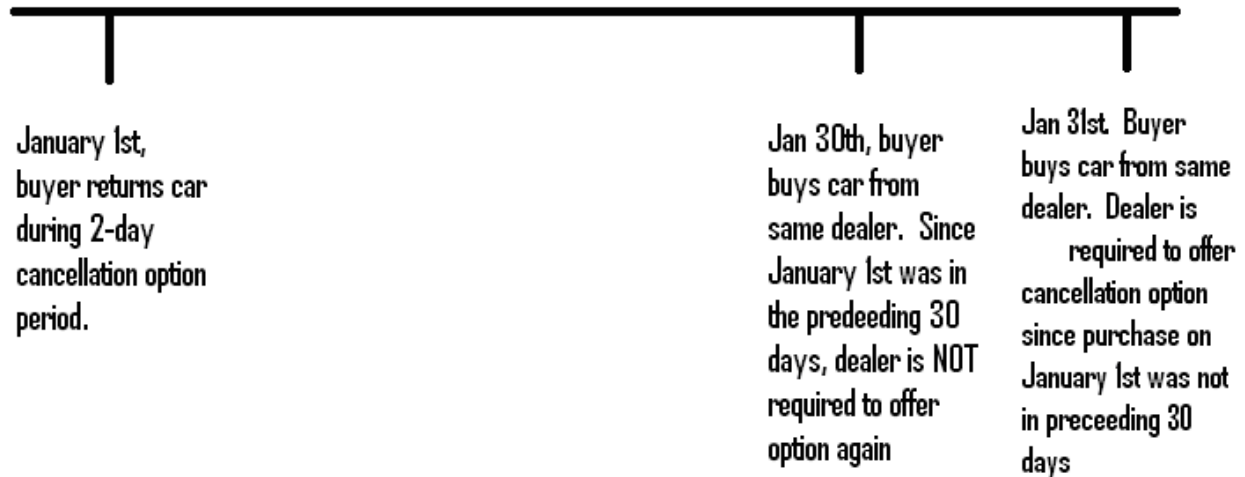 January 1st,
buyer returns car
during 2-day
cancellation option
period.
Jan 30th, buyer
buys car from
same dealer. Since
January 1st was in
the predeeding 30
days, dealer is NOT
required to offer
option again
Jan 31st. Buyer
buys car from same
dealer. Dealer is
required to offer
cancellation option
since purchase on
January 1st was not
in preceeding 30
days